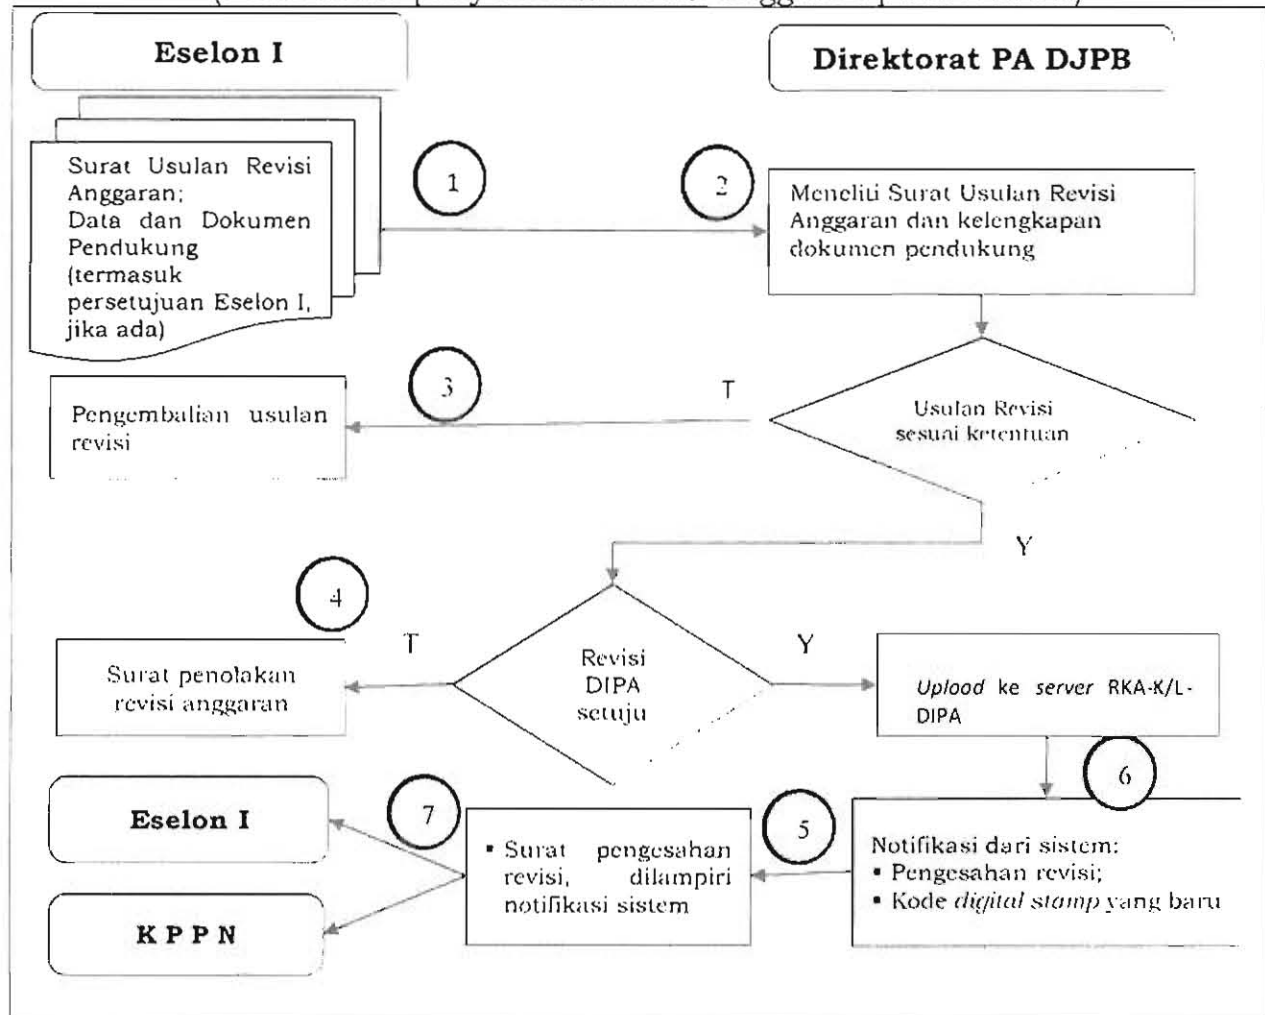 Eselon I
Direktorat PA DJPB
Surat Usulan Revisi
Anggaran;
Data dan Dokumen
Pendukung
(termasuk
persetujuan Eselon I,
jika ada)
1
2
Meneliti Surat Usulan Revisi
Anggaran dan kelengkapan
dokumen pendukung
Pengembalian usulan
revisi
3
T
Usulan Revisi
sesuai ketentuan
Y
4
Surat penolakan
revisi anggaran
T
Revisi
DIPA
setuju
Y
Upload ke server RKA-K/L-
DIPA
6
Eselon I
K P P N
7
▪ Surat pengesahan
revisi, dilampiri
notifikasi sistem
5
Notifikasi dari sistem:
▪ Pengesahan revisi;
▪ Kode digital stamp yang baru